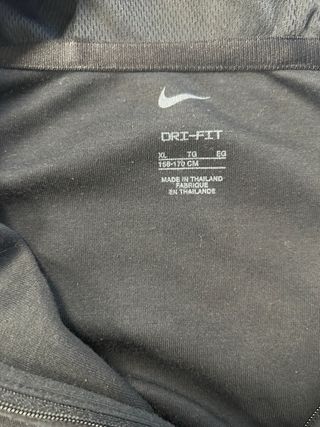 DRI-FIT
XL TG EG
158-170 CM
MADE IN THAILAND
FABRIQUE
EN THAILANDE